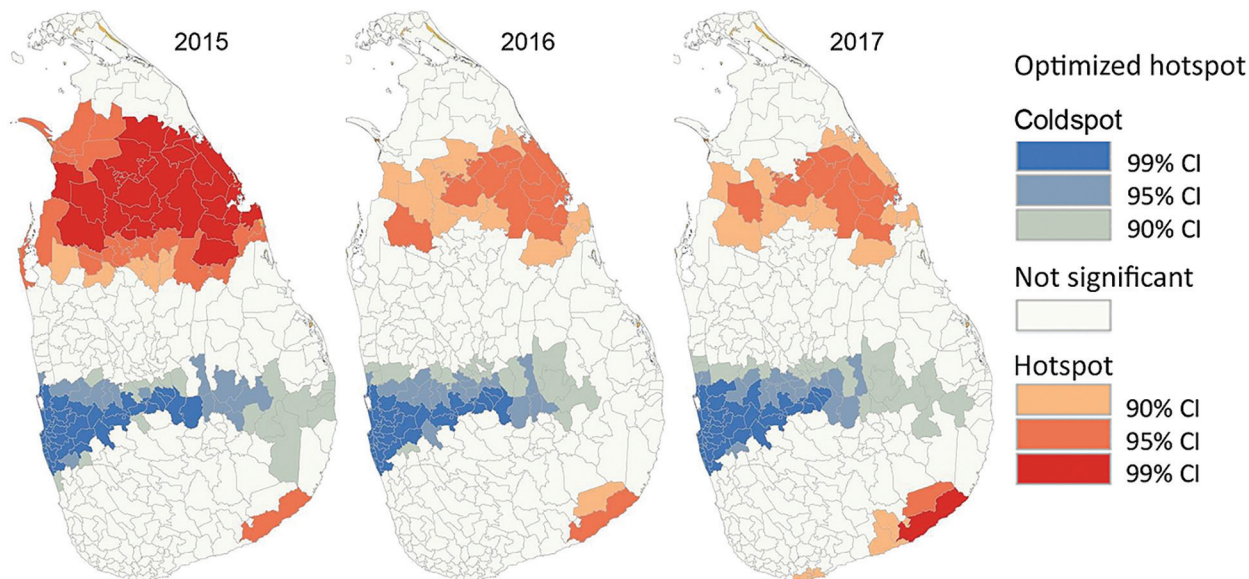 2015
2016
2017
Optimized hotspot
Coldspot
99% CI
95% CI
90% CI
Not significant
Hotspot
90% CI
95% CI
99% CI